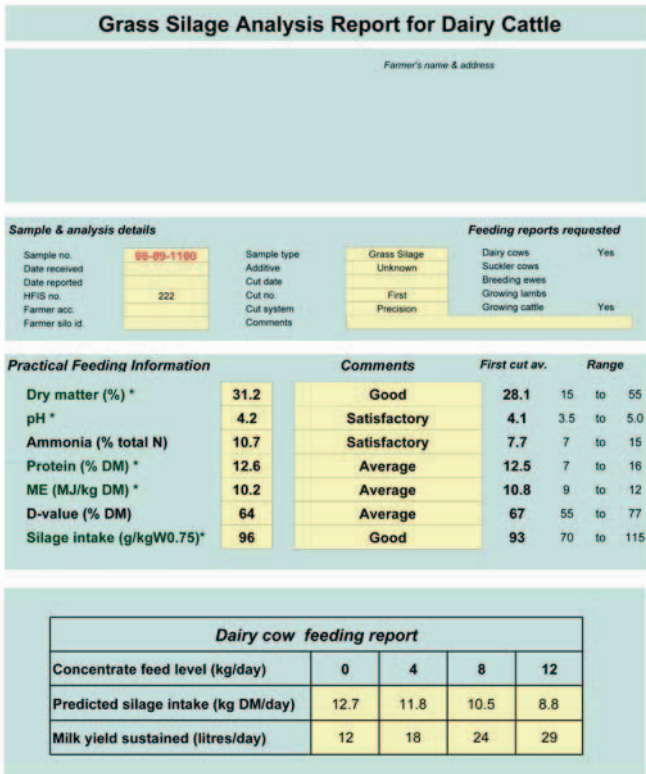 Grass Silage Analysis Report for Dairy Cattle
Farmer's name & address
Sample & analysis details
Feeding reports requested
Sample no. Sample type Grass Silage Dairy cows Yes
Date received Additive Unknown Suckler cows
Date reported Cut date Breeding ewes
HFIS no. 222 Cut no. First Growing lambs
Farmer acc. Cut system Precision Growing cattle Yes
Farmer silo id. Comments
Practical Feeding Information Comments First cut av. Range
Dry matter (%) * 31.2 Good 28.1 15 to 55
pH * 4.2 Satisfactory 4.1 3.5 to 5.0
Ammonia (% total N) 10.7 Satisfactory 7.7 7 to 15
Protein (% DM) * 12.6 Average 12.5 7 to 16
ME (MJ/kg DM) * 10.2 Average 10.8 9 to 12
D-value (% DM) 64 Average 67 55 to 77
Silage intake (g/kgW0.75)* 96 Good 93 70 to 115
Dairy cow feeding report
Concentrate feed level (kg/day) 0 4 8 12
Predicted silage intake (kg DM/day) 12.7 11.8 10.5 8.8
Milk yield sustained (litres/day) 12 18 24 29